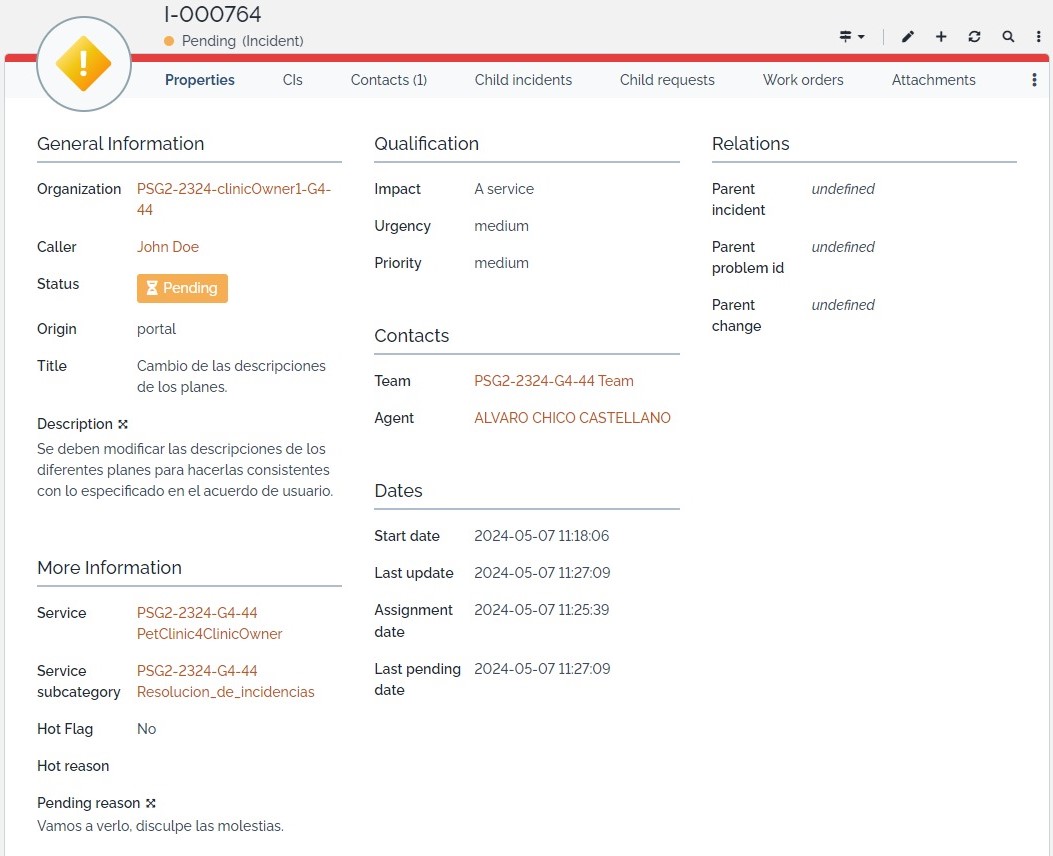 I-000764
Pending (Incident)
Properties
CIs
Contacts (1)
Child incidents
Child requests
Work orders
Attachments
General Information
Organization PSG2-2324-clinicOwner1-G4-
44
Caller John Doe
Status Pending
Origin portal
Title Cambio de las descripciones
de los planes.
Description
Se deben modificar las descripciones de los
diferentes planes para hacerlas consistentes
con lo especificado en el acuerdo de usuario.
More Information
Service PSG2-2324-G4-44
PetClinic4ClinicOwner
Service PSG2-2324-G4-44
subcategory Resolucion_de_incidencias
Hot Flag No
Hot reason
Pending reason
Vamos a verlo, disculpe las molestias.
Qualification
Impact A service
Urgency medium
Priority medium
Contacts
Team PSG2-2324-G4-44 Team
Agent ALVARO CHICO CASTELLANO
Dates
Start date 2024-05-07 11:18:06
Last update 2024-05-07 11:27:09
Assignment 2024-05-07 11:25:39
date
Last pending 2024-05-07 11:27:09
date
Relations
Parent undefined
incident
Parent undefined
problem id
Parent undefined
change